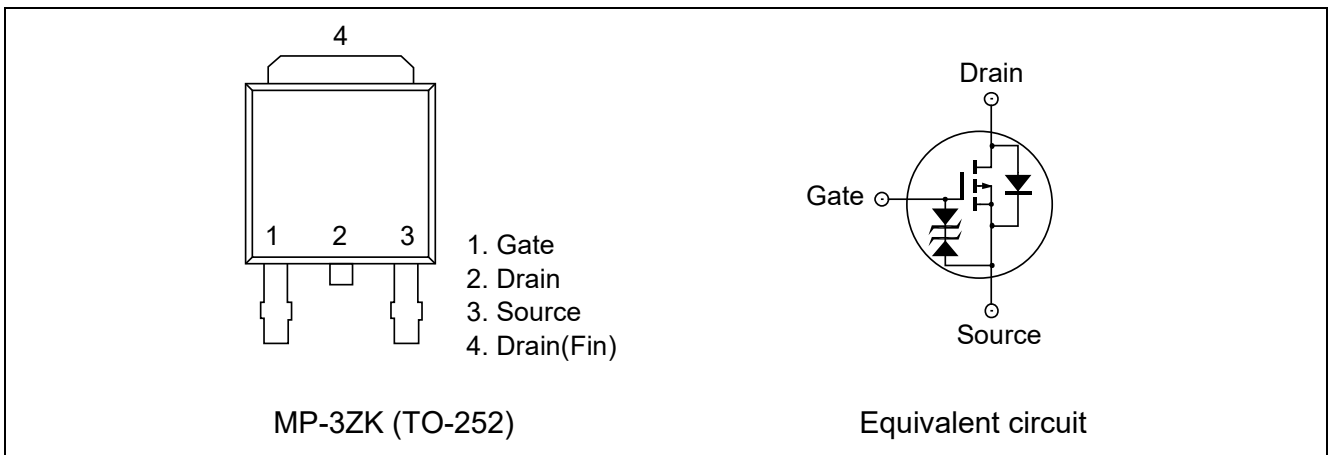 4
1 2 3
1. Gate
2. Drain
3. Source
4. Drain(Fin)
MP-3ZK (TO-252)
Drain
Gate
Source
Equivalent circuit